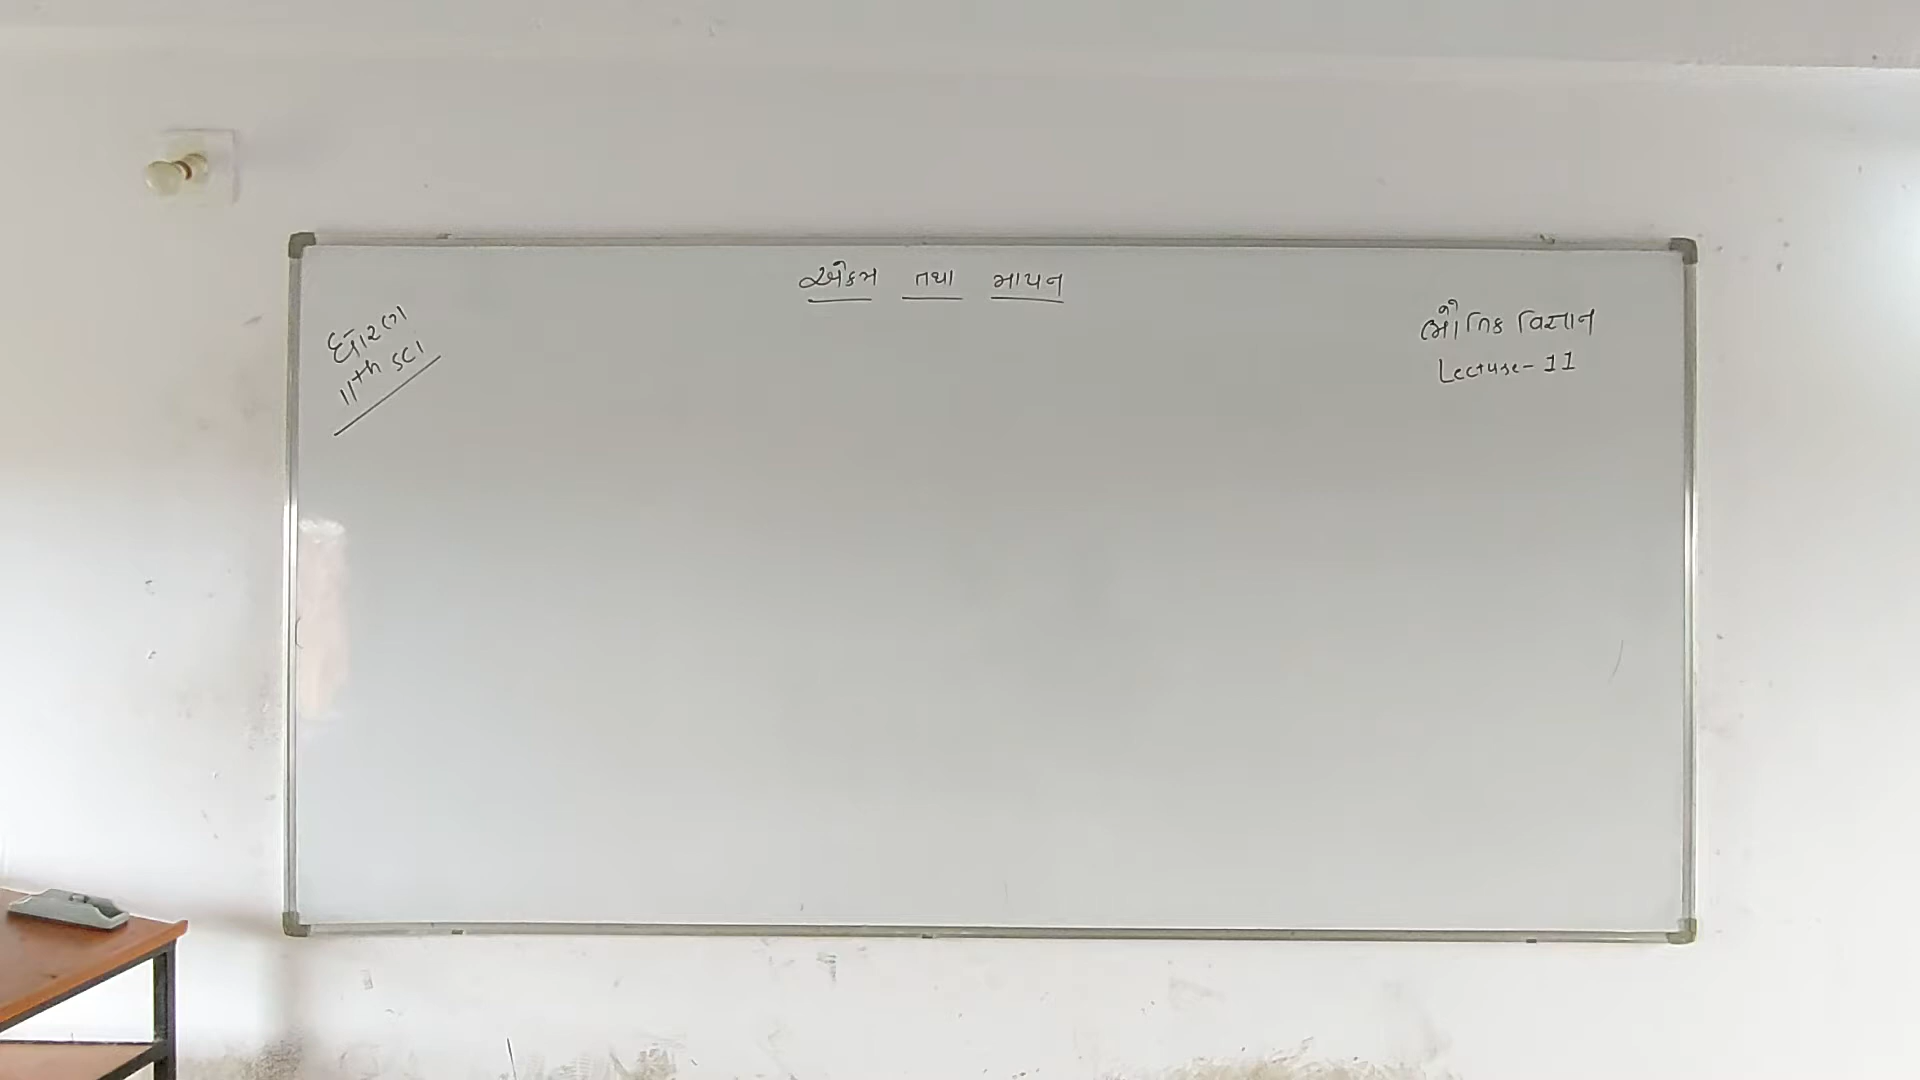 એકમ તથા માપન
ધોરણ
11th SCI
ભૌતિક વિજ્ઞાન
Lecture- 11